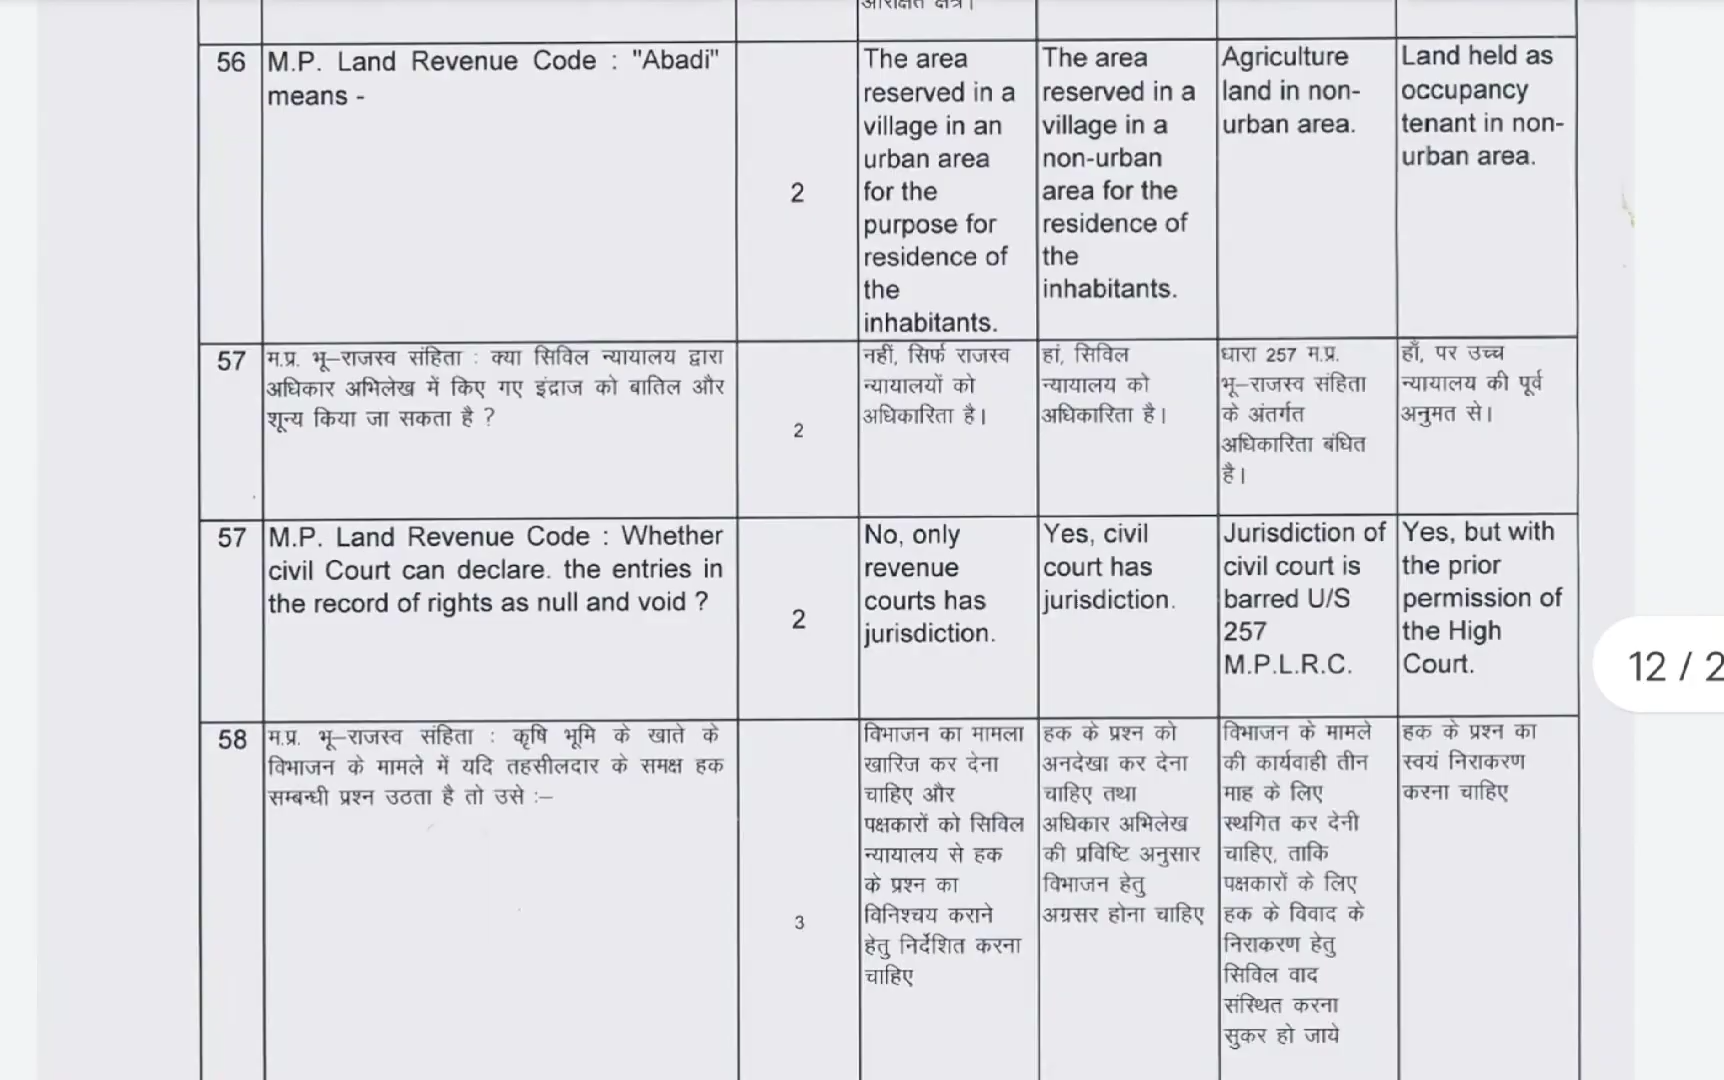 आरक्षित क्षेत्र।
56
M.P. Land Revenue Code : "Abadi"
means -
2
The area
reserved in a
village in an
urban area
for the
purpose for
residence of
the
inhabitants.
The area
reserved in a
village in a
non-urban
area for the
residence of
the
inhabitants.
Agriculture
land in non-
urban area.
Land held as
occupancy
tenant in non-
urban area.
57
म.प्र. भू–राजस्व संहिता : क्या सिविल न्यायालय द्वारा
अधिकार अभिलेख में किए गए इंद्राज को बातिल और
शून्य किया जा सकता है ?
2
नहीं, सिर्फ राजस्व
न्यायालयों को
अधिकारिता है।
हां, सिविल
न्यायालय को
अधिकारिता है।
धारा 257 म.प्र.
भू–राजस्व संहिता
के अंतर्गत
अधिकारिता बंधित
है।
हाँ, पर उच्च
न्यायालय की पूर्व
अनुमत से।
57
M.P. Land Revenue Code : Whether
civil Court can declare. the entries in
the record of rights as null and void ?
2
No, only
revenue
courts has
jurisdiction.
Yes, civil
court has
jurisdiction.
Jurisdiction of
civil court is
barred U/S
257
M.P.L.R.C.
Yes, but with
the prior
permission of
the High
Court.
58
म.प्र. भू–राजस्व संहिता : कृषि भूमि के खाते के
विभाजन के मामले में यदि तहसीलदार के समक्ष हक
सम्बन्धी प्रश्न उठता है तो उसे :–
3
विभाजन का मामला
खारिज कर देना
चाहिए और
पक्षकारों को सिविल
न्यायालय से हक
के प्रश्न का
विनिश्चय कराने
हेतु निर्देशित करना
चाहिए
हक के प्रश्न को
अनदेखा कर देना
चाहिए तथा
अधिकार अभिलेख
की प्रविष्टि अनुसार
विभाजन हेतु
अग्रसर होना चाहिए
विभाजन के मामले
की कार्यवाही तीन
माह के लिए
स्थगित कर देनी
चाहिए, ताकि
पक्षकारों के लिए
हक के विवाद के
निराकरण हेतु
सिविल वाद
संस्थित करना
सुकर हो जाये
हक के प्रश्न का
स्वयं निराकरण
करना चाहिए
12 / 2